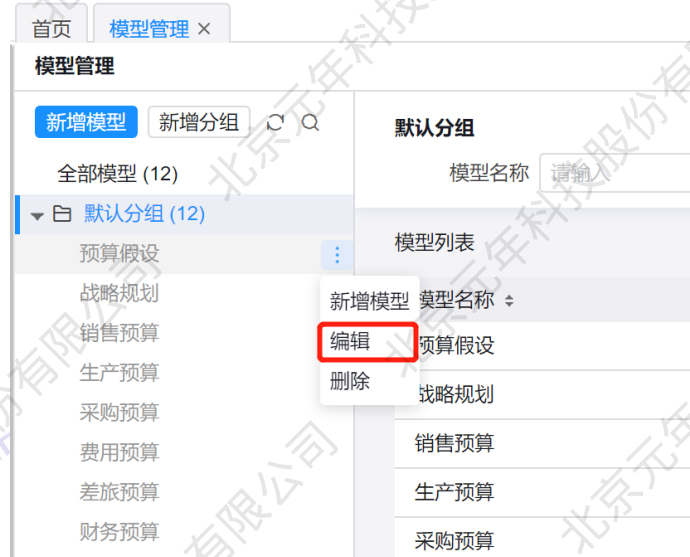 首页
模型管理 ×
模型管理
新增模型
新增分组
全部模型 (12)
默认分组 (12)
预算假设
战略规划
销售预算
生产预算
采购预算
费用预算
差旅预算
财务预算
新增模型
编辑
删除
默认分组
模型名称
请输入
模型列表
模型名称
预算假设
战略规划
销售预算
生产预算
采购预算
北京元年科技股份有限公司